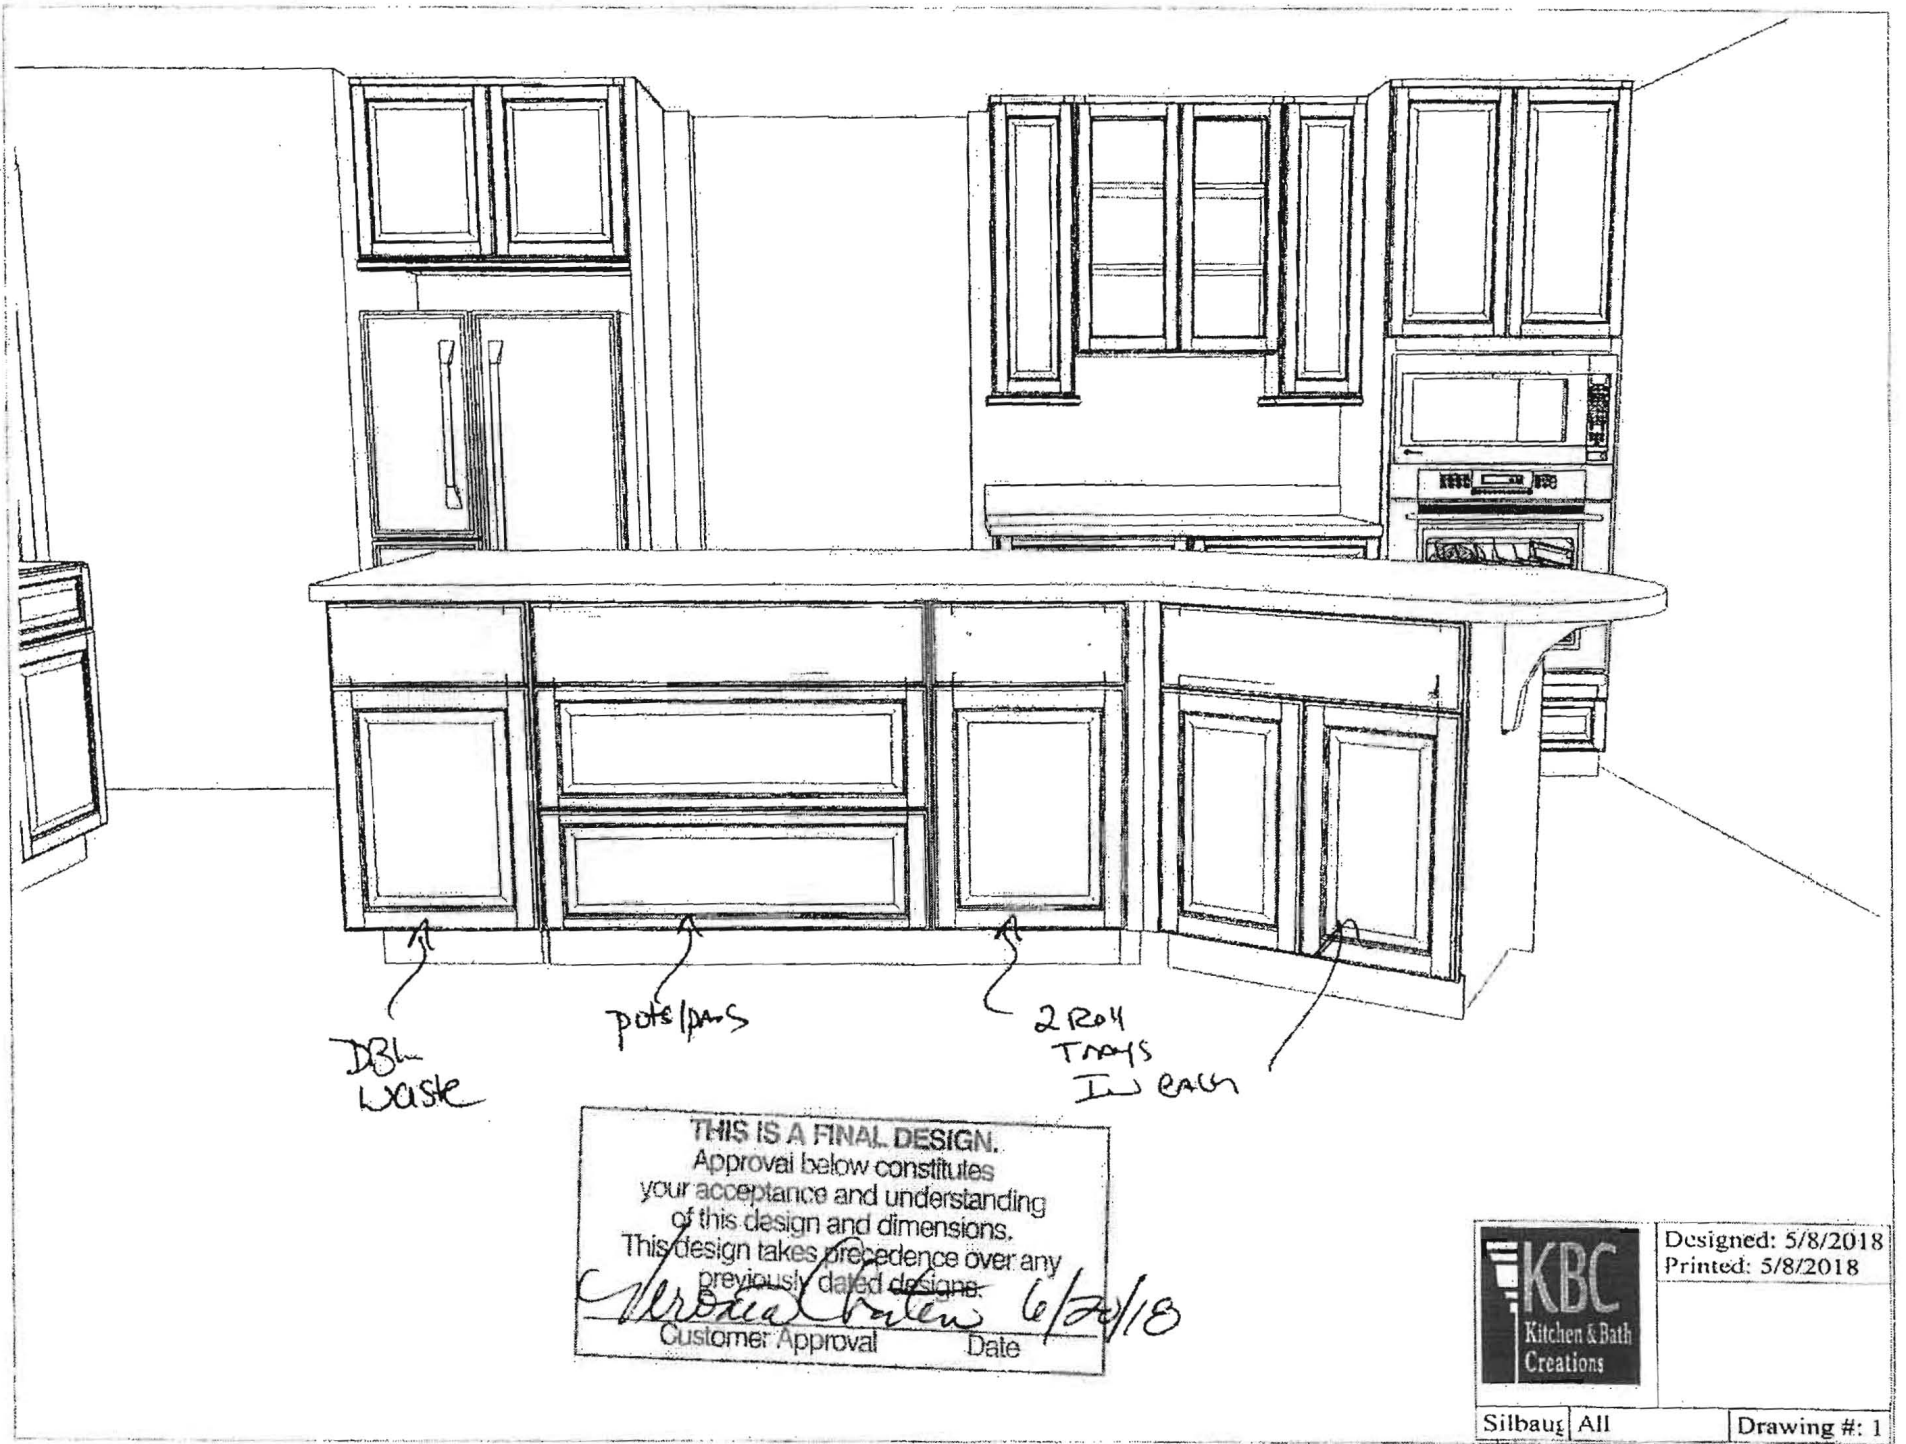 DBL
waste
pots/pans
2 Roll
Trays
In each
THIS IS A FINAL DESIGN.
Approval below constitutes
your acceptance and understanding
of this design and dimensions.
This design takes precedence over any
previously dated designs.
6/20/18
Customer Approval Date
KBC
Kitchen & Bath
Creations
Designed: 5/8/2018
Printed: 5/8/2018
Silbaug All Drawing #: 1